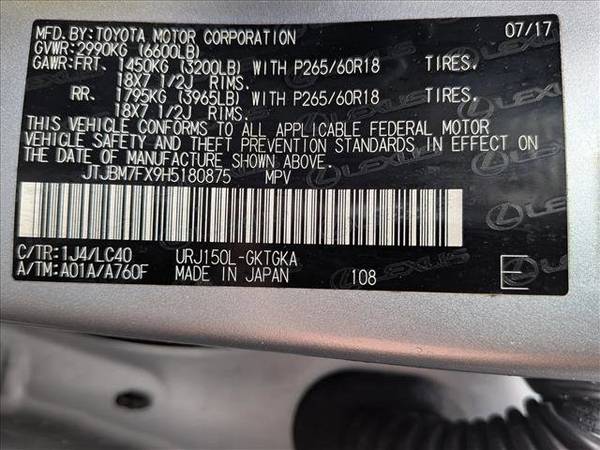 MFD. BY: TOYOTA MOTOR CORPORATION 07/17
GVWR: 2990KG (6600LB)
GAWR: FRT. 1450KG (3200LB) WITH P265/60R18 TIRES.
18X7 1/2J RIMS.
RR. 1795KG (3965LB) WITH P265/60R18 TIRES.
18X7 1/2J RIMS.
THIS VEHICLE CONFORMS TO ALL APPLICABLE FEDERAL MOTOR
VEHICLE SAFETY AND THEFT PREVENTION STANDARDS IN EFFECT ON
THE DATE OF MANUFACTURE SHOWN ABOVE.
JTJBM7FX9H5180875 MPV
C/TR: 1J4/LC40 URJ150L-GKTGKA
A/TM: A01A/A760F MADE IN JAPAN 108 E
LEXUS